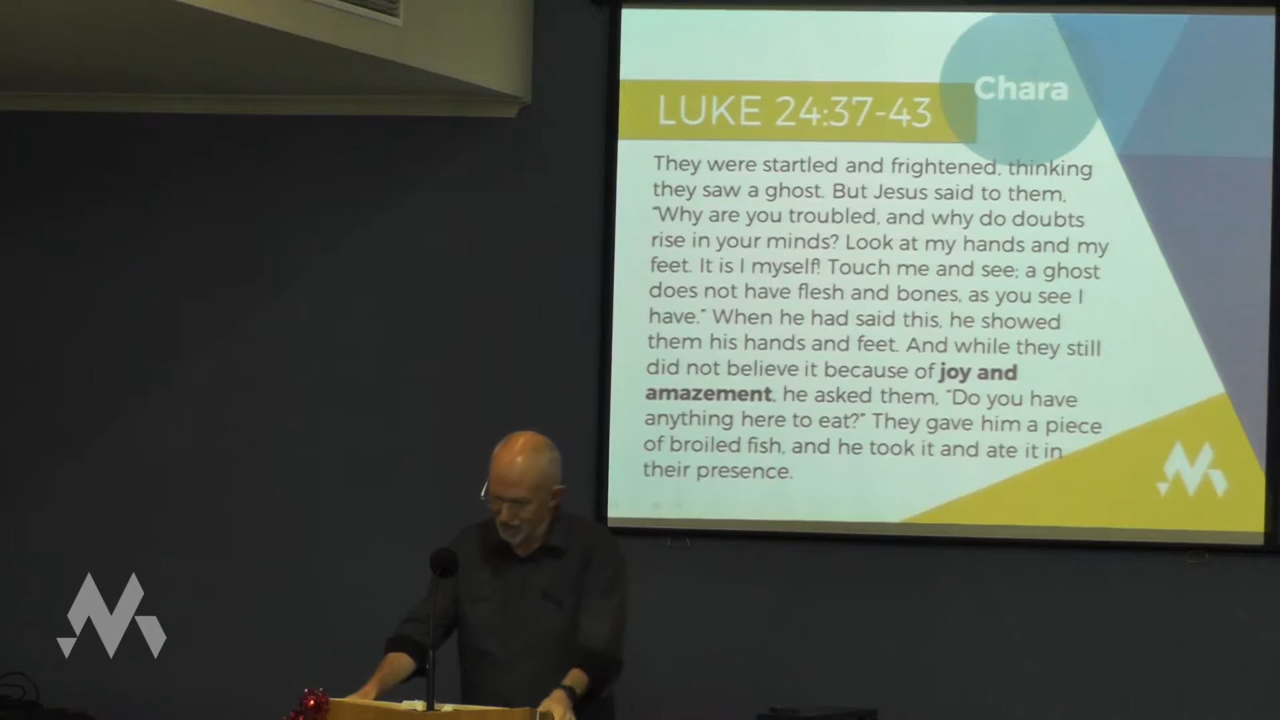 Chara
LUKE 24:37-43
They were startled and frightened, thinking
they saw a ghost. But Jesus said to them,
"Why are you troubled, and why do doubts
rise in your minds? Look at my hands and my
feet. It is I myself! Touch me and see; a ghost
does not have flesh and bones, as you see I
have." When he had said this, he showed
them his hands and feet. And while they still
did not believe it because of joy and
amazement, he asked them, "Do you have
anything here to eat?" They gave him a piece
of broiled fish, and he took it and ate it in
their presence.